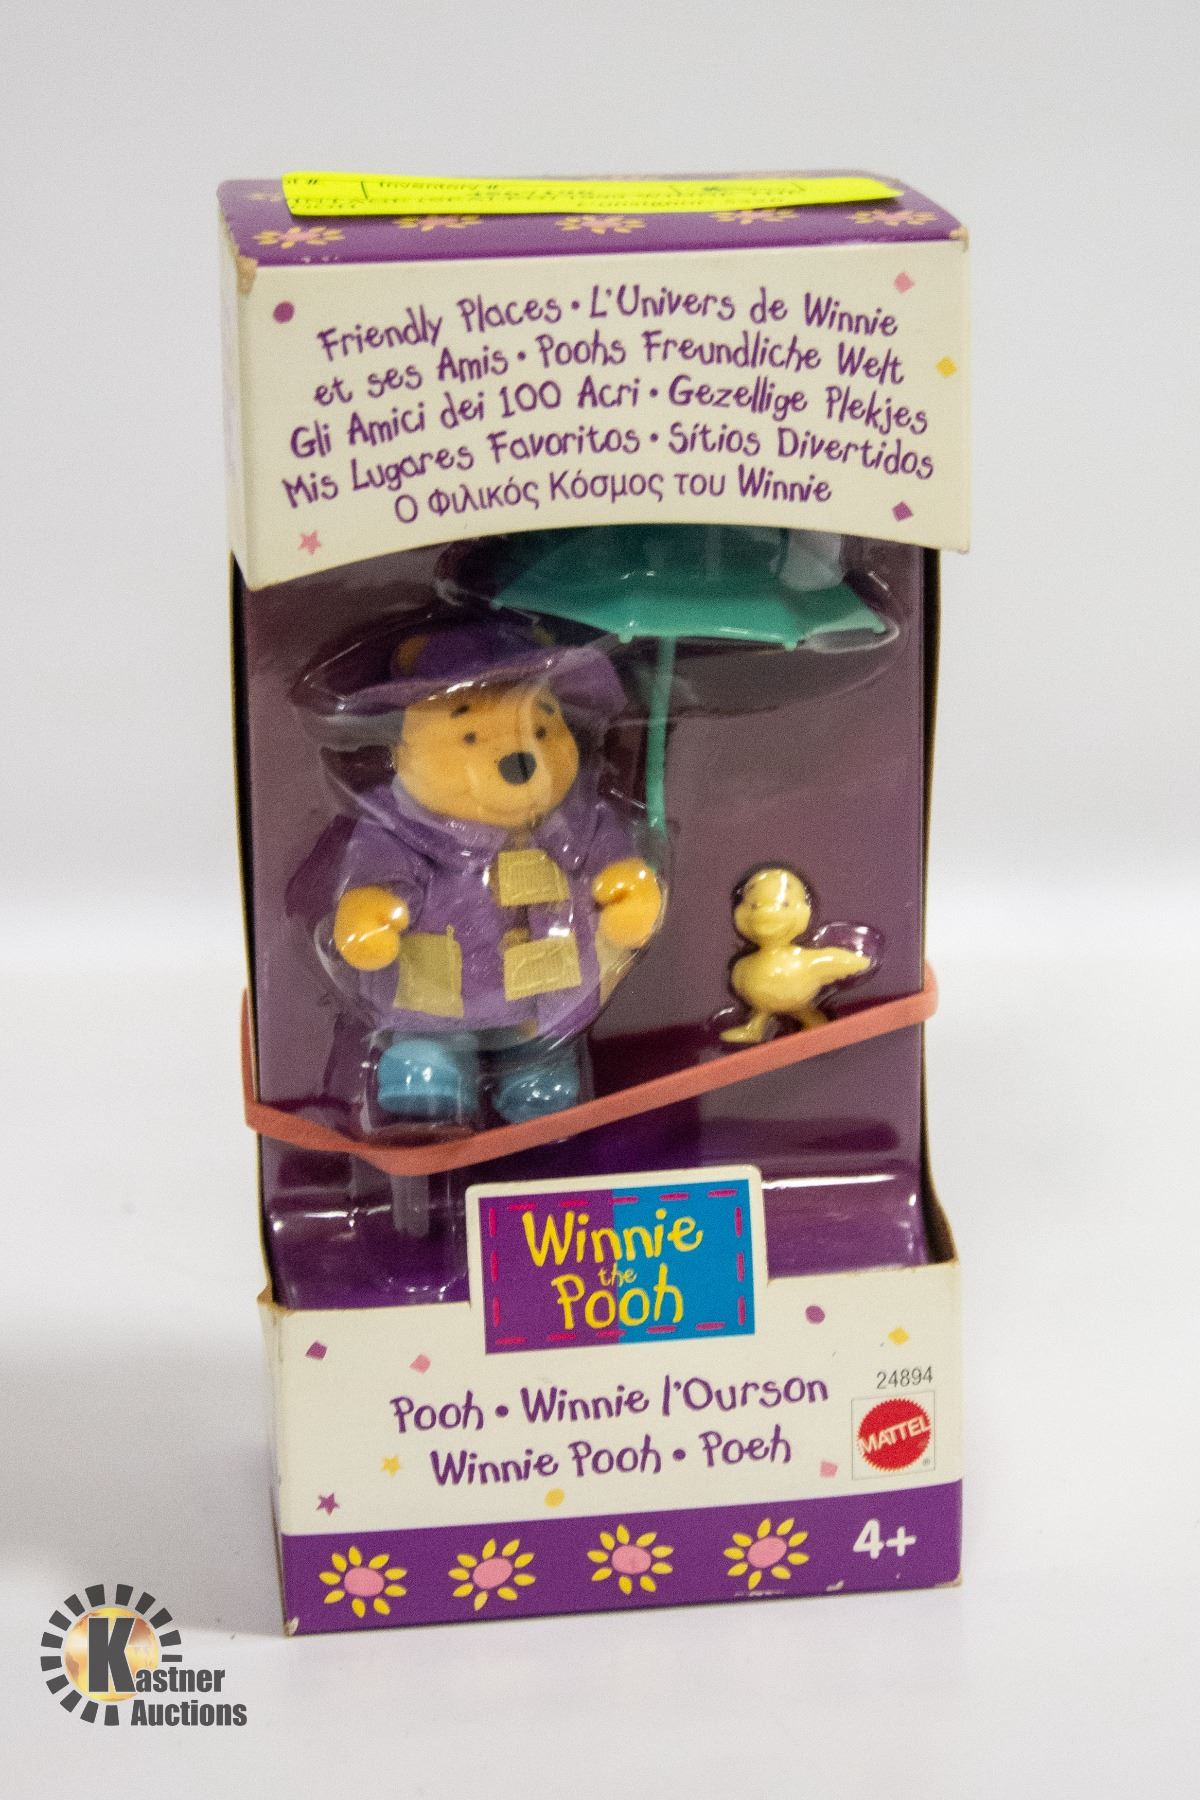 Inventory #
Friendly Places • L'Univers de Winnie
et ses Amis • Poohs Freundliche Welt
Gli Amici dei 100 Acri • Gezellige Plekjes
Mis Lugares Favoritos • Sítios Divertidos
Ο Φιλικός Κόσμος του Winnie
Winnie
the
Pooh
Pooh • Winnie l'Ourson
Winnie Pooh • Poeh
24894
MATTEL
®
4+
Kastner
Auctions